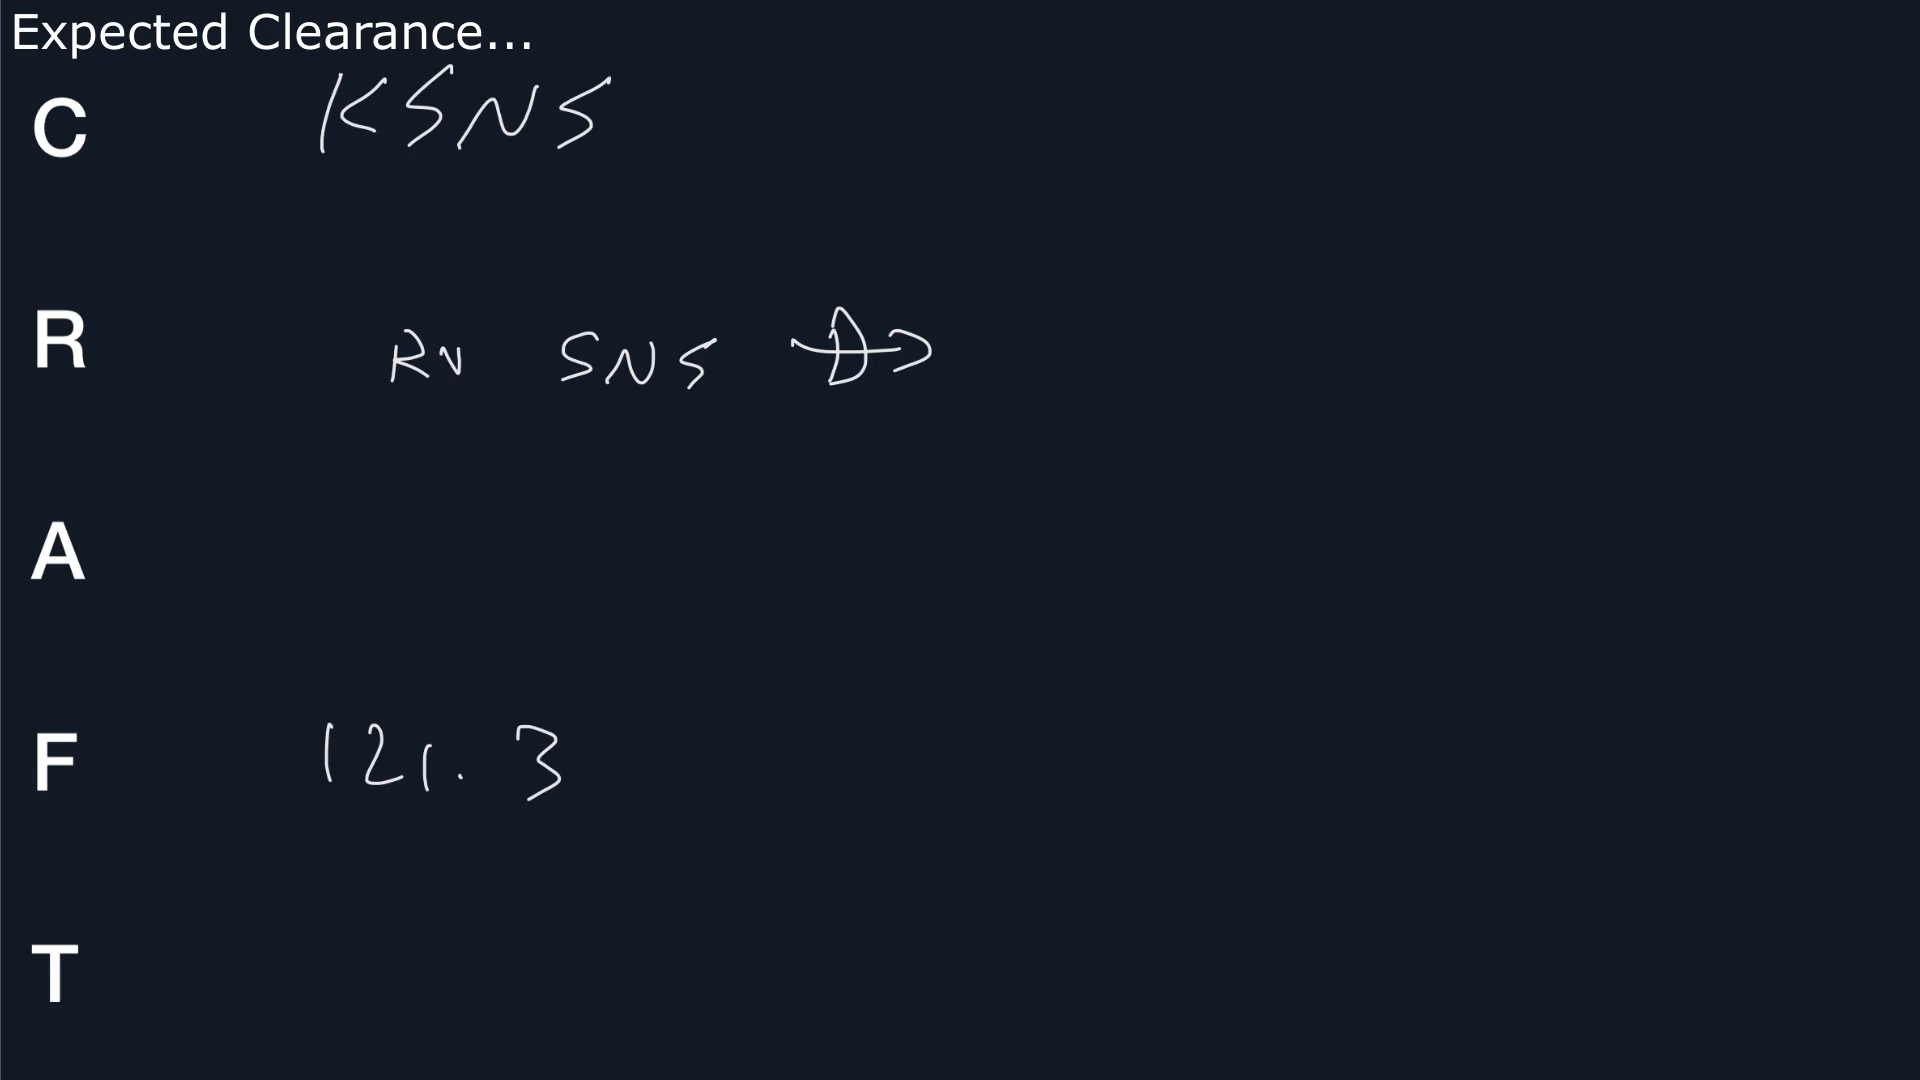 Expected Clearance...
C KSNS
R RV SNS D→
A
F 121.3
T